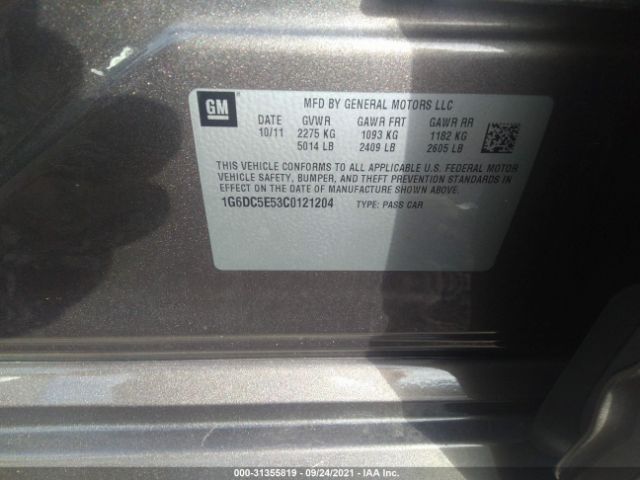 GM
MFD BY GENERAL MOTORS LLC
DATE GVWR GAWR FRT GAWR RR
10/11 2275 KG 1093 KG 1182 KG
5014 LB 2409 LB 2605 LB
THIS VEHICLE CONFORMS TO ALL APPLICABLE U.S. FEDERAL MOTOR
VEHICLE SAFETY, BUMPER, AND THEFT PREVENTION STANDARDS IN
EFFECT ON THE DATE OF MANUFACTURE SHOWN ABOVE.
1G6DC5E53C0121204 TYPE: PASS CAR
000-31355819 - 09/24/2021 - IAA Inc.